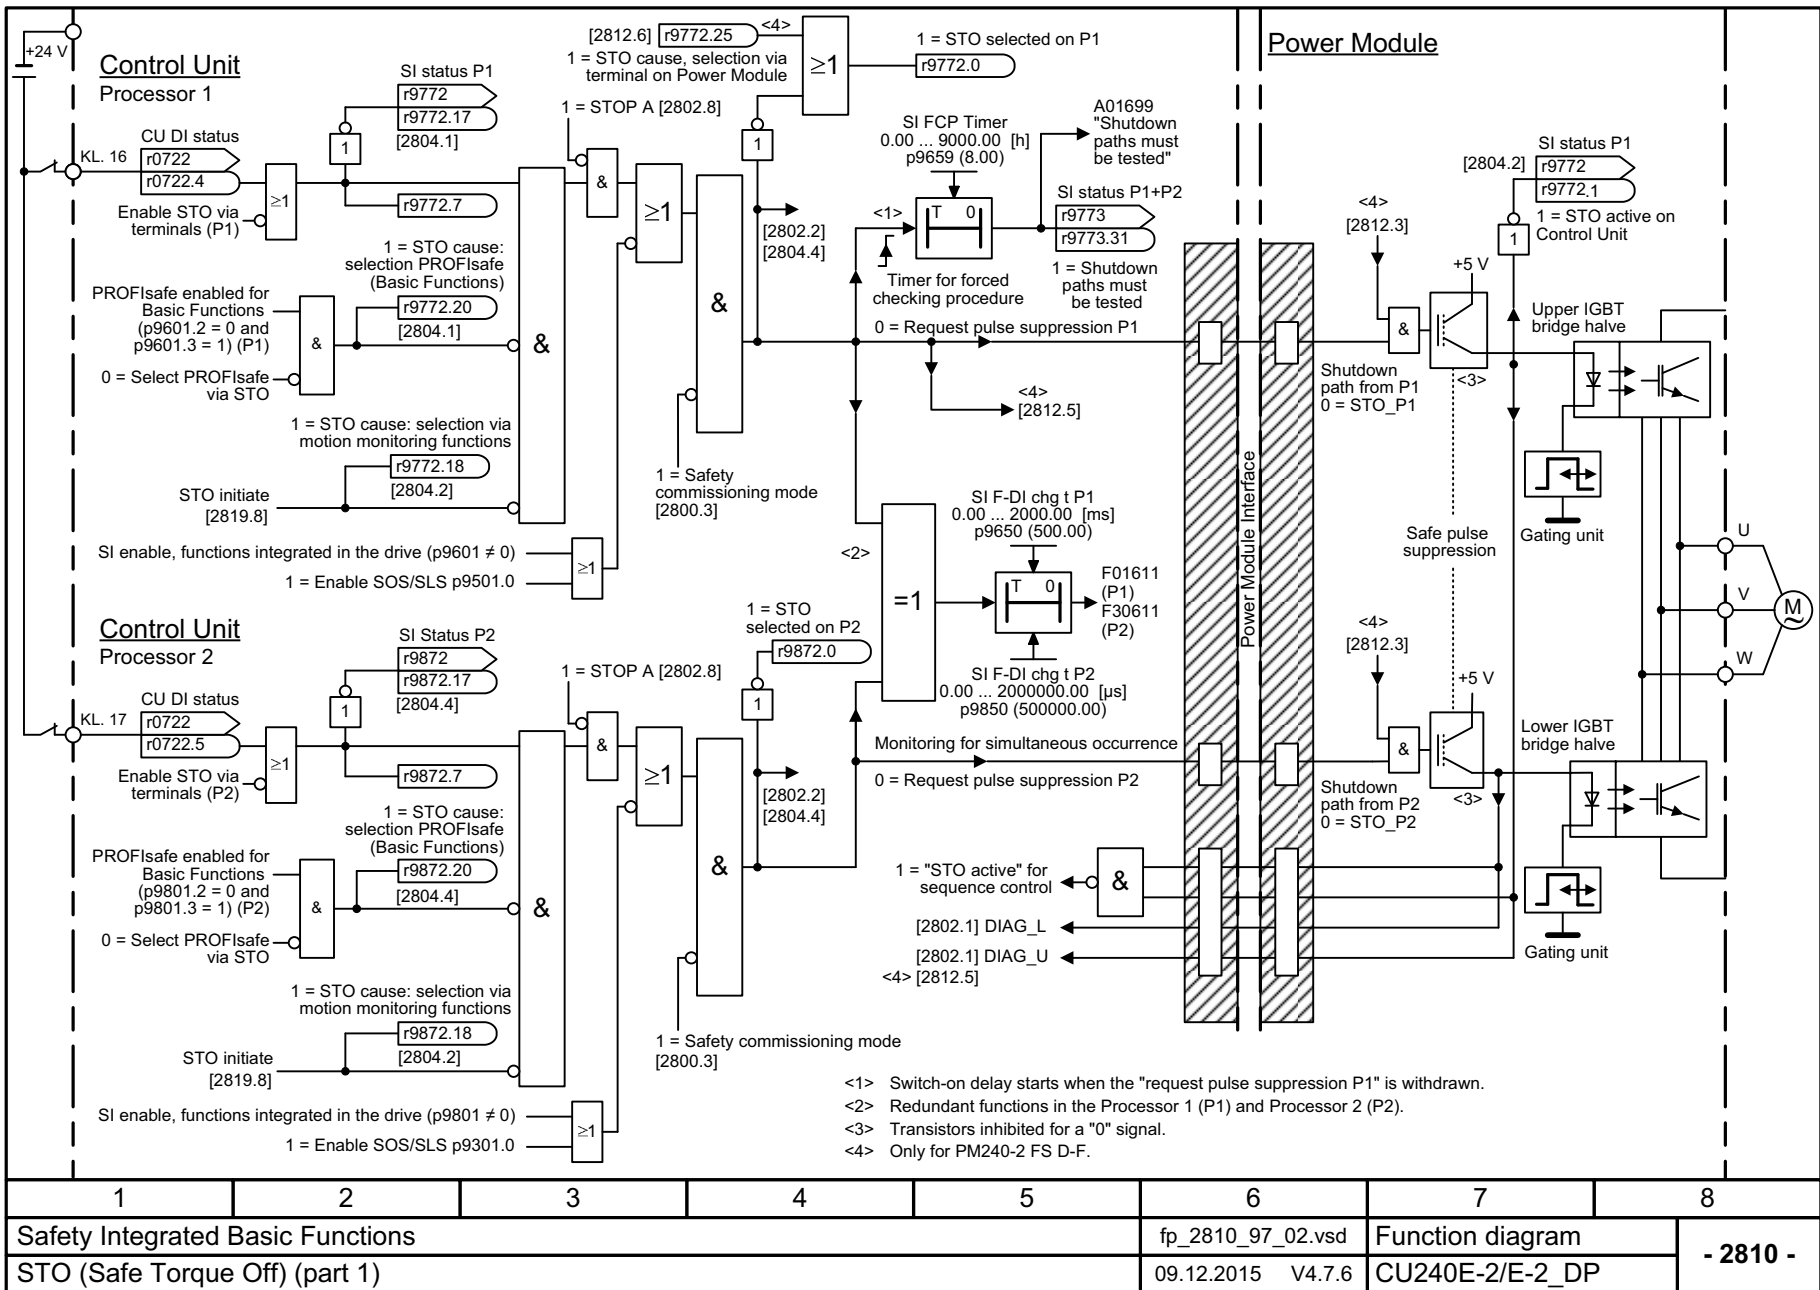 +24 V
Control Unit
Processor 1
SI status P1
r9772
r9772.17
[2804.1]
1
CU DI status
KL. 16
r0722
r0722.4
≥1
Enable STO via
terminals (P1)
r9772.7
1 = STO cause:
selection PROFIsafe
(Basic Functions)
PROFIsafe enabled for
Basic Functions
(p9601.2 = 0 and
p9601.3 = 1) (P1)
r9772.20
[2804.1]
&
0 = Select PROFIsafe
via STO
1 = STO cause: selection via
motion monitoring functions
r9772.18
[2804.2]
STO initiate
[2819.8]
&
SI enable, functions integrated in the drive (p9601 ≠ 0)
1 = Enable SOS/SLS p9501.0
≥1
[2812.6]
r9772.25
<4>
1 = STO cause, selection via
terminal on Power Module
≥1
1 = STO selected on P1
r9772.0
1 = STOP A [2802.8]
&
≥1
1
&
[2802.2]
[2804.4]
1 = Safety
commissioning mode
[2800.3]
SI FCP Timer
0.00 ... 9000.00 [h]
p9659 (8.00)
<1>
T 0
Timer for forced
checking procedure
A01699
"Shutdown
paths must
be tested"
SI status P1+P2
r9773
r9773.31
1 = Shutdown
paths must
be tested
0 = Request pulse suppression P1
<4>
[2812.5]
<2>
=1
SI F-DI chg t P1
0.00 ... 2000.00 [ms]
p9650 (500.00)
T 0
F01611
(P1)
F30611
(P2)
SI F-DI chg t P2
0.00 ... 2000000.00 [µs]
p9850 (500000.00)
Monitoring for simultaneous occurrence
0 = Request pulse suppression P2
Control Unit
Processor 2
SI Status P2
r9872
r9872.17
[2804.4]
1
CU DI status
KL. 17
r0722
r0722.5
≥1
Enable STO via
terminals (P2)
r9872.7
1 = STO cause:
selection PROFIsafe
(Basic Functions)
PROFIsafe enabled for
Basic Functions
(p9801.2 = 0 and
p9801.3 = 1) (P2)
r9872.20
[2804.4]
&
0 = Select PROFIsafe
via STO
1 = STO cause: selection via
motion monitoring functions
r9872.18
[2804.2]
STO initiate
[2819.8]
&
SI enable, functions integrated in the drive (p9801 ≠ 0)
1 = Enable SOS/SLS p9301.0
≥1
1 = STOP A [2802.8]
&
≥1
1 = STO
selected on P2
r9872.0
1
&
[2802.2]
[2804.4]
1 = Safety commissioning mode
[2800.3]
1 = "STO active" for
sequence control
&
[2802.1] DIAG_L
[2802.1] DIAG_U
<4> [2812.5]
Power Module Interface
Power Module
<4>
[2812.3]
&
Shutdown
path from P1
0 = STO_P1
+5 V
<3>
[2804.2]
SI status P1
r9772
r9772.1
1 = STO active on
Control Unit
1
Upper IGBT
bridge halve
Gating unit
Safe pulse
suppression
U
V
W
M
~
<4>
[2812.3]
&
Shutdown
path from P2
0 = STO_P2
+5 V
<3>
Lower IGBT
bridge halve
Gating unit
<1> Switch-on delay starts when the "request pulse suppression P1" is withdrawn.
<2> Redundant functions in the Processor 1 (P1) and Processor 2 (P2).
<3> Transistors inhibited for a "0" signal.
<4> Only for PM240-2 FS D-F.
1 2 3 4 5 6 7 8
Safety Integrated Basic Functions
fp_2810_97_02.vsd
Function diagram
- 2810 -
STO (Safe Torque Off) (part 1)
09.12.2015 V4.7.6
CU240E-2/E-2_DP